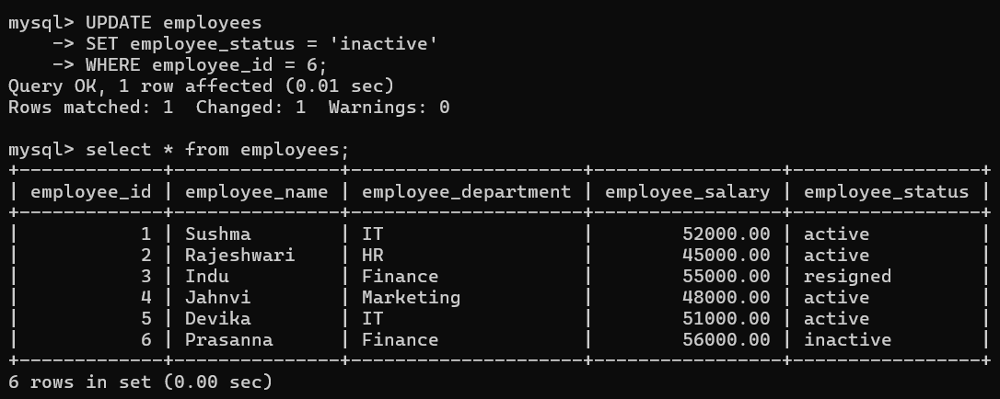 mysql> UPDATE employees
    -> SET employee_status = 'inactive'
    -> WHERE employee_id = 6;
Query OK, 1 row affected (0.01 sec)
Rows matched: 1  Changed: 1  Warnings: 0

mysql> select * from employees;
+-------------+---------------+---------------------+-----------------+-----------------+
| employee_id | employee_name | employee_department | employee_salary | employee_status |
+-------------+---------------+---------------------+-----------------+-----------------+
|           1 | Sushma        | IT                  |        52000.00 | active          |
|           2 | Rajeshwari    | HR                  |        45000.00 | active          |
|           3 | Indu          | Finance             |        55000.00 | resigned        |
|           4 | Jahnvi        | Marketing           |        48000.00 | active          |
|           5 | Devika        | IT                  |        51000.00 | active          |
|           6 | Prasanna      | Finance             |        56000.00 | inactive        |
+-------------+---------------+---------------------+-----------------+-----------------+
6 rows in set (0.00 sec)